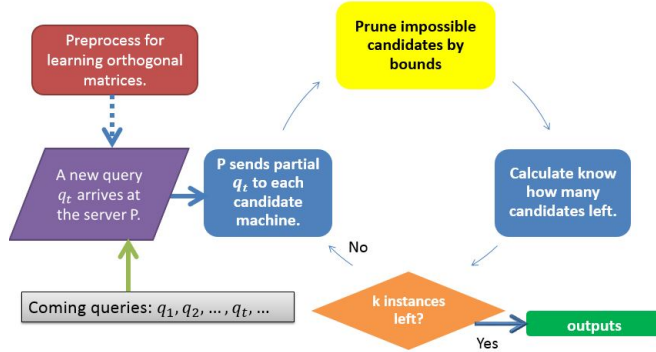 Preprocess for
learning orthogonal
matrices.
Prune impossible
candidates by
bounds
A new query
q_t arrives at
the server P.
P sends partial
q_t to each
candidate
machine.
Calculate know
how many
candidates left.
No
k instances
left?
Yes
outputs
Coming queries: q_1, q_2, ..., q_t, ...